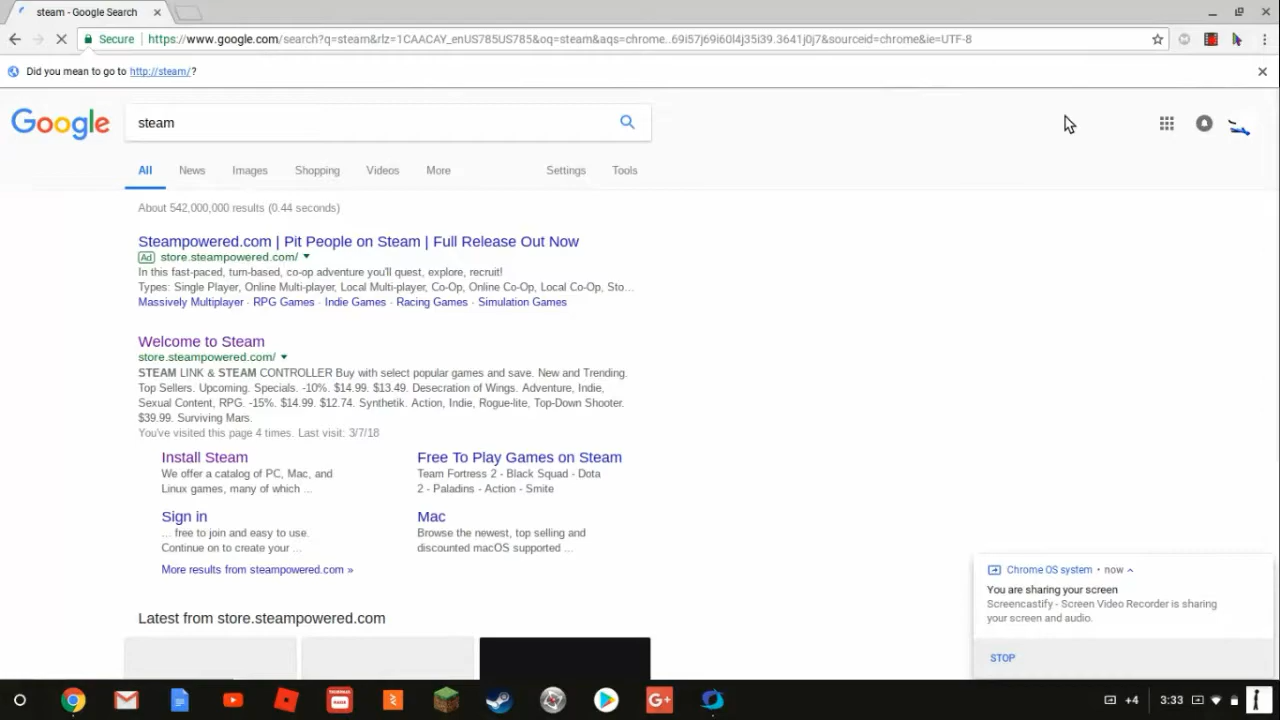 steam - Google Search
Secure https://www.google.com/search?q=steam&rlz=1CAACAY_enUS785US785&oq=steam&aqs=chrome..69i57j69i60l4j35i39.3641j0j7&sourceid=chrome&ie=UTF-8
Did you mean to go to http://steam/?
Google
steam
All News Images Shopping Videos More Settings Tools
About 542,000,000 results (0.44 seconds)
Steampowered.com | Pit People on Steam | Full Release Out Now
Ad store.steampowered.com/
In this fast-paced, turn-based, co-op adventure you'll quest, explore, recruit!
Types: Single Player, Online Multi-player, Local Multi-player, Co-Op, Online Co-Op, Local Co-Op, Sto...
Massively Multiplayer · RPG Games · Indie Games · Racing Games · Simulation Games
Welcome to Steam
store.steampowered.com/
STEAM LINK & STEAM CONTROLLER Buy with select popular games and save. New and Trending.
Top Sellers. Upcoming. Specials. -10%. $14.99. $13.49. Desecration of Wings. Adventure, Indie,
Sexual Content, RPG. -15%. $14.99. $12.74. Synthetik. Action, Indie, Rogue-lite, Top-Down Shooter.
$39.99. Surviving Mars.
You've visited this page 4 times. Last visit: 3/7/18
Install Steam
We offer a catalog of PC, Mac, and
Linux games, many of which ...
Free To Play Games on Steam
Team Fortress 2 - Black Squad - Dota
2 - Paladins - Action - Smite
Sign in
... free to join and easy to use.
Continue on to create your ...
Mac
Browse the newest, top selling and
discounted macOS supported ...
More results from steampowered.com »
Latest from store.steampowered.com
Chrome OS system • now
You are sharing your screen
Screencastify - Screen Video Recorder is sharing
your screen and audio.
STOP
G+
+4 3:33